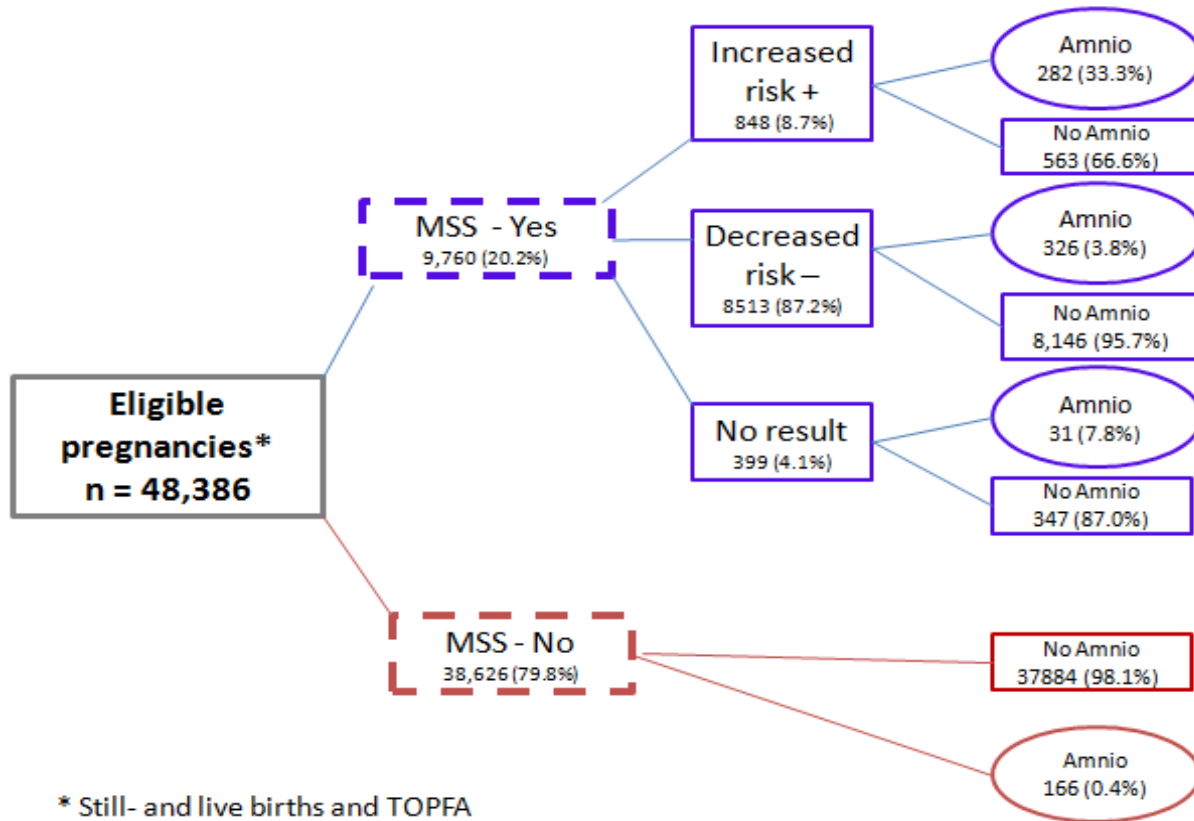 Increased
risk +
848 (8.7%)
Amnio
282 (33.3%)
No Amnio
563 (66.6%)
MSS - Yes
9,760 (20.2%)
Decreased
risk –
8513 (87.2%)
Amnio
326 (3.8%)
No Amnio
8,146 (95.7%)
Eligible
pregnancies*
n = 48,386
No result
399 (4.1%)
Amnio
31 (7.8%)
No Amnio
347 (87.0%)
MSS - No
38,626 (79.8%)
No Amnio
37884 (98.1%)
Amnio
166 (0.4%)
* Still- and live births and TOPFA